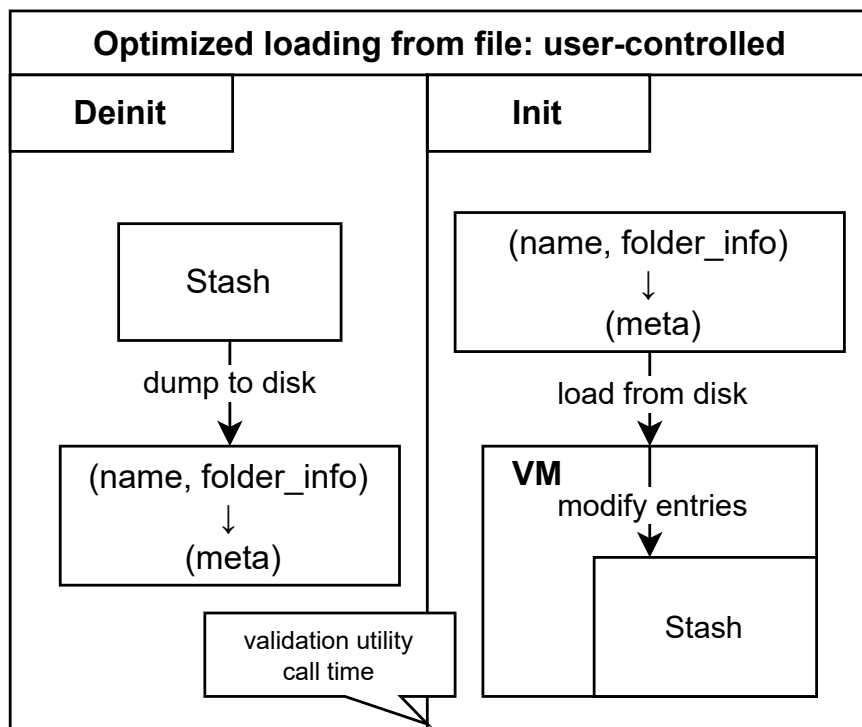 Optimized loading from file: user-controlled
Deinit
Stash
dump to disk
(name, folder_info)
↓
(meta)
validation utility
call time
Init
(name, folder_info)
↓
(meta)
load from disk
VM
modify entries
Stash